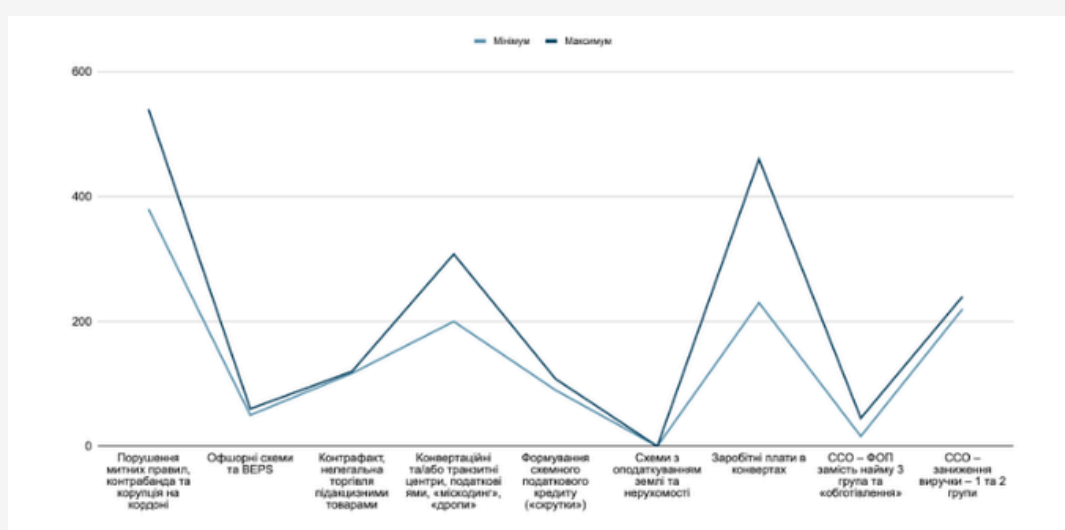 Мінімум
Максимум
600
400
200
0
Порушення
митних правил,
контрабанда та
корупція на
кордоні
Офшорні схеми
та BEPS
Контрафакт,
нелегальна
торгівля
підакцизними
товарами
Конвертаційні
та/або транзитні
центри, податкові
ями, «міскодинг»,
«дропи»
Формування
схемного
податкового
кредиту
(«скрутки»)
Схеми з
оподаткуванням
землі та
нерухомості
Заробітні плати в
конвертах
ССО – ФОП
замість найму 3
група та
«обготівлення»
ССО –
заниження
виручки – 1 та 2
групи